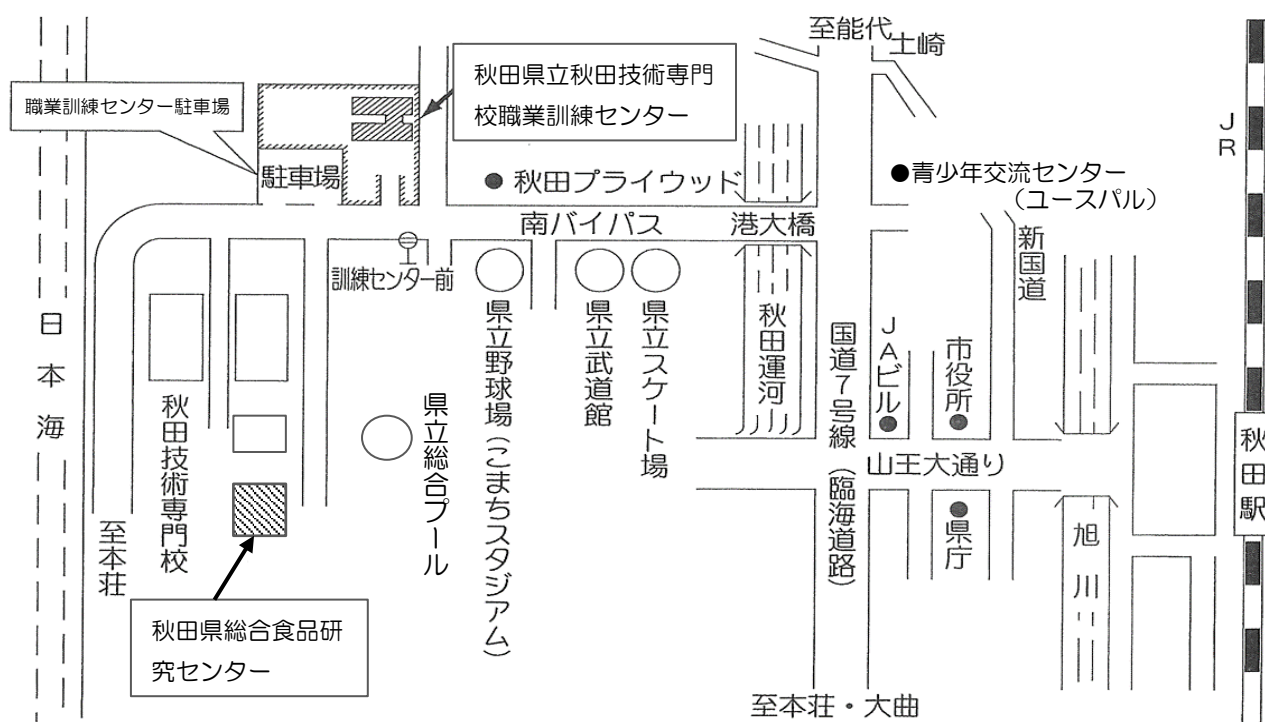 至能代
土崎
秋田県立秋田技術専門
校職業訓練センター
職業訓練センター駐車場
JR
駐車場
秋田プライウッド
青少年交流センター
（ユースパル）
南バイパス
港大橋
新国道
訓練センター前
日本海
県立野球場（こまちスタジアム）
県立武道館
県立スケート場
秋田運河
国道7号線（臨海道路）
JAビル
市役所
秋田技術専門校
県立総合プール
山王大通り
秋田駅
至本荘
県庁
旭川
秋田県総合食品研
究センター
至本荘・大曲